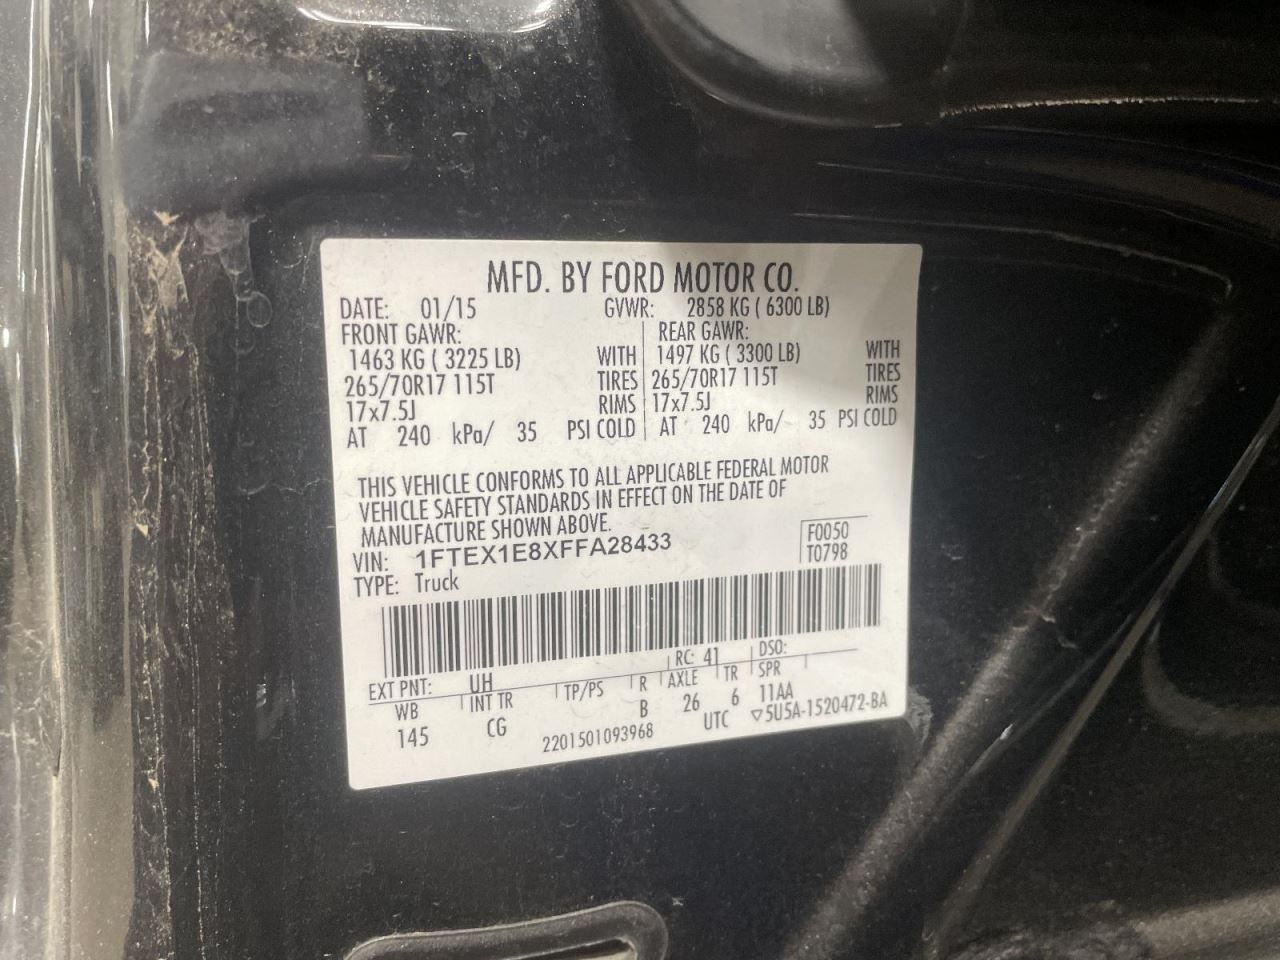 MFD. BY FORD MOTOR CO.
DATE: 01/15 GVWR: 2858 KG ( 6300 LB)
FRONT GAWR: REAR GAWR:
1463 KG ( 3225 LB) WITH 1497 KG ( 3300 LB) WITH
265/70R17 115T TIRES 265/70R17 115T TIRES
17x7.5J RIMS 17x7.5J RIMS
AT 240 kPa/ 35 PSI COLD AT 240 kPa/ 35 PSI COLD
THIS VEHICLE CONFORMS TO ALL APPLICABLE FEDERAL MOTOR
VEHICLE SAFETY STANDARDS IN EFFECT ON THE DATE OF
MANUFACTURE SHOWN ABOVE.
VIN: 1FTEX1E8XFFA28433
F0050
T0798
TYPE: Truck
EXT PNT: UH RC: 41 DSO:
WB INT TR TP/PS R AXLE TR SPR
145 CG B 26 6 11AA
2201501093968 UTC ▽5U5A-1520472-BA